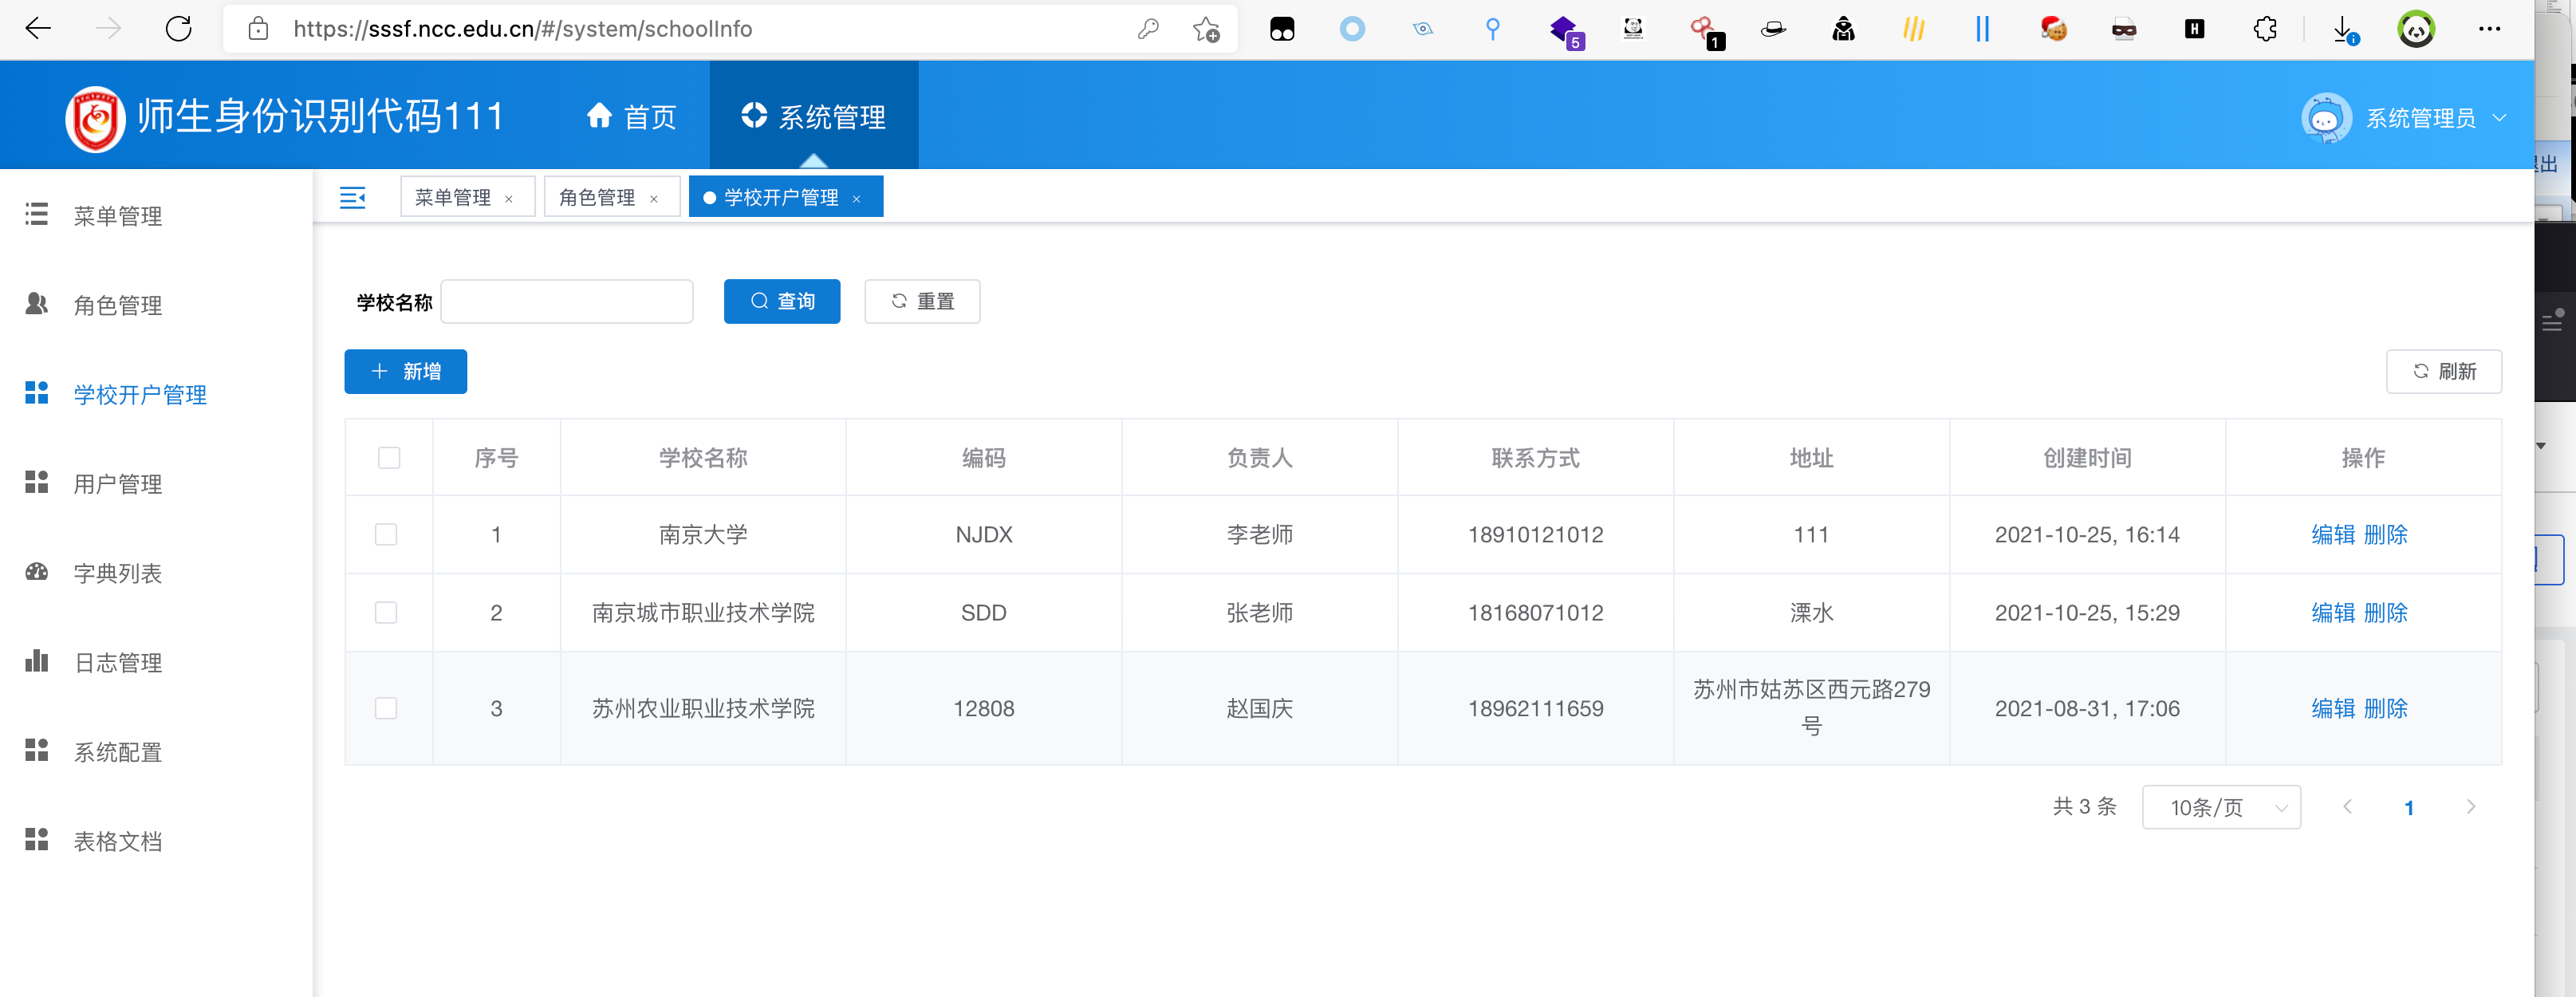 https://sssf.ncc.edu.cn/#/system/schoolInfo
5
1
H
师生身份识别代码111
首页
系统管理
系统管理员
出
菜单管理
角色管理
学校开户管理
用户管理
字典列表
日志管理
系统配置
表格文档
菜单管理 ×
角色管理 ×
学校开户管理 ×
学校名称
查询
重置
新增
刷新
序号 学校名称 编码 负责人 联系方式 地址 创建时间 操作
1 南京大学 NJDX 李老师 18910121012 111 2021-10-25, 16:14 编辑 删除
2 南京城市职业技术学院 SDD 张老师 18168071012 溧水 2021-10-25, 15:29 编辑 删除
3 苏州农业职业技术学院 12808 赵国庆 18962111659 苏州市姑苏区西元路279号 2021-08-31, 17:06 编辑 删除
共 3 条
10条/页
1